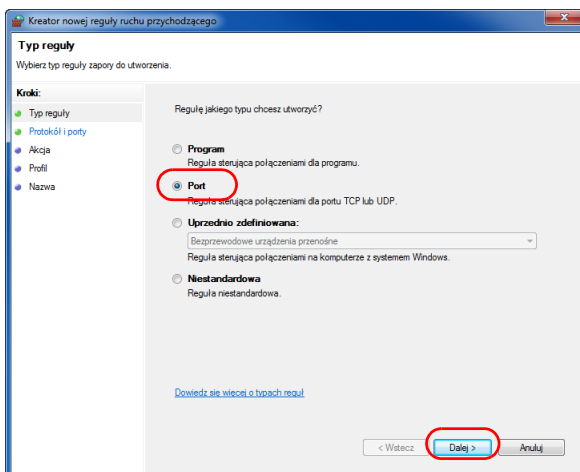 Kreator nowej reguły ruchu przychodzącego
Typ reguły
Wybierz typ reguły zapory do utworzenia.
Kroki:
Typ reguły
Protokół i porty
Akcja
Profil
Nazwa
Regułę jakiego typu chcesz utworzyć?
Program
Reguła sterująca połączeniami dla programu.
Port
Reguła sterująca połączeniami dla portu TCP lub UDP.
Uprzednio zdefiniowana:
Bezprzewodowe urządzenia przenośne
Reguła sterująca połączeniami na komputerze z systemem Windows.
Niestandardowa
Reguła niestandardowa.
Dowiedz się więcej o typach reguł
< Wstecz Dalej > Anuluj